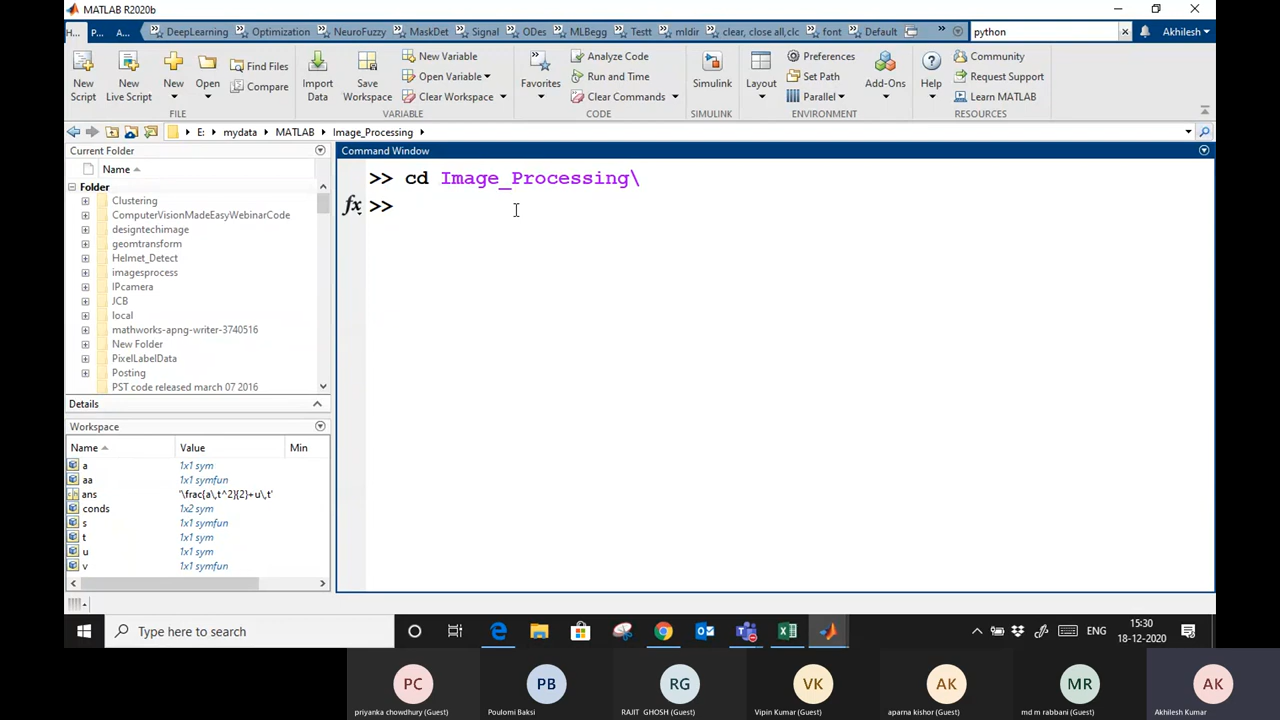 MATLAB R2020b
H... P... A... DeepLearning Optimization NeuroFuzzy MaskDet Signal ODes MLBegg Testt mldir clear, close all,clc font Default python Akhilesh
New Script New Live Script New Open Find Files Compare Import Data Save Workspace New Variable Open Variable Clear Workspace Favorites Analyze Code Run and Time Clear Commands Simulink Layout Preferences Set Path Parallel Add-Ons Help Community Request Support Learn MATLAB
FILE VARIABLE CODE SIMULINK ENVIRONMENT RESOURCES
E: mydata MATLAB Image_Processing
Current Folder
Name
Folder
Clustering
ComputerVisionMadeEasyWebinarCode
designtechimage
geomtransform
Helmet_Detect
imagesprocess
IPcamera
JCB
local
mathworks-apng-writer-3740516
New Folder
PixelLabelData
Posting
PST code released march 07 2016
Details
Workspace
Name Value Min
a 1x1 sym
aa 1x1 symfun
ans '\frac{a\,t^2}{2}+u\,t'
conds 1x2 sym
s 1x1 symfun
t 1x1 sym
u 1x1 sym
v 1x1 symfun
Command Window
>> cd Image_Processing\
fx >>
Type here to search
ENG
15:30
18-12-2020
PC PB RG VK AK MR AK
priyanka chowdhury (Guest) Poulomi Baksi RAJIT GHOSH (Guest) Vipin Kumar (Guest) aparna kishor (Guest) md m rabbani (Guest) Akhilesh Kumar